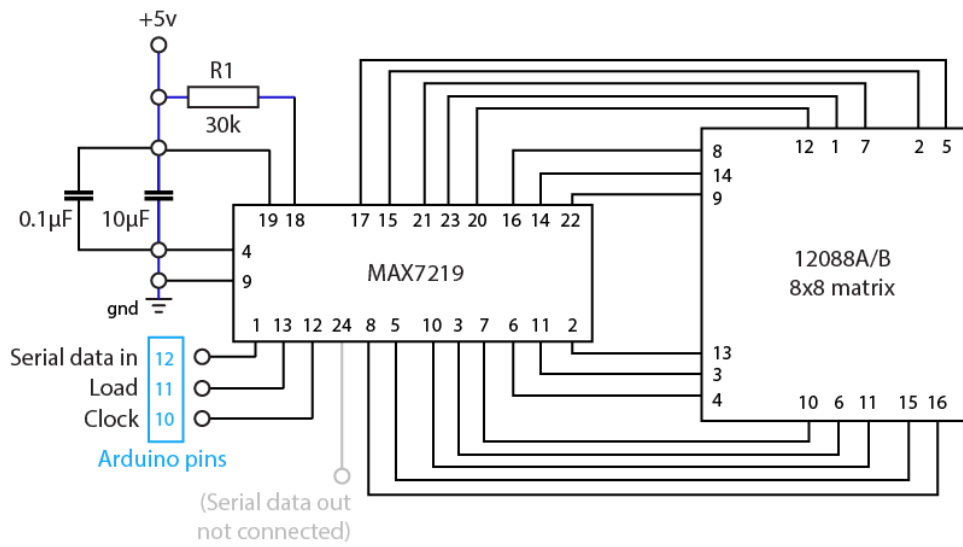 +5v
R1
30k
0.1µF
10µF
19 18 17 15 21 23 20 16 14 22
4
9
MAX7219
gnd
1 13 12 24 8 5 10 3 7 6 11 2
12 1 7 2 5
8
14
9
12088A/B
8x8 matrix
13
3
4
10 6 11 15 16
Serial data in 12
Load 11
Clock 10
Arduino pins
(Serial data out
not connected)